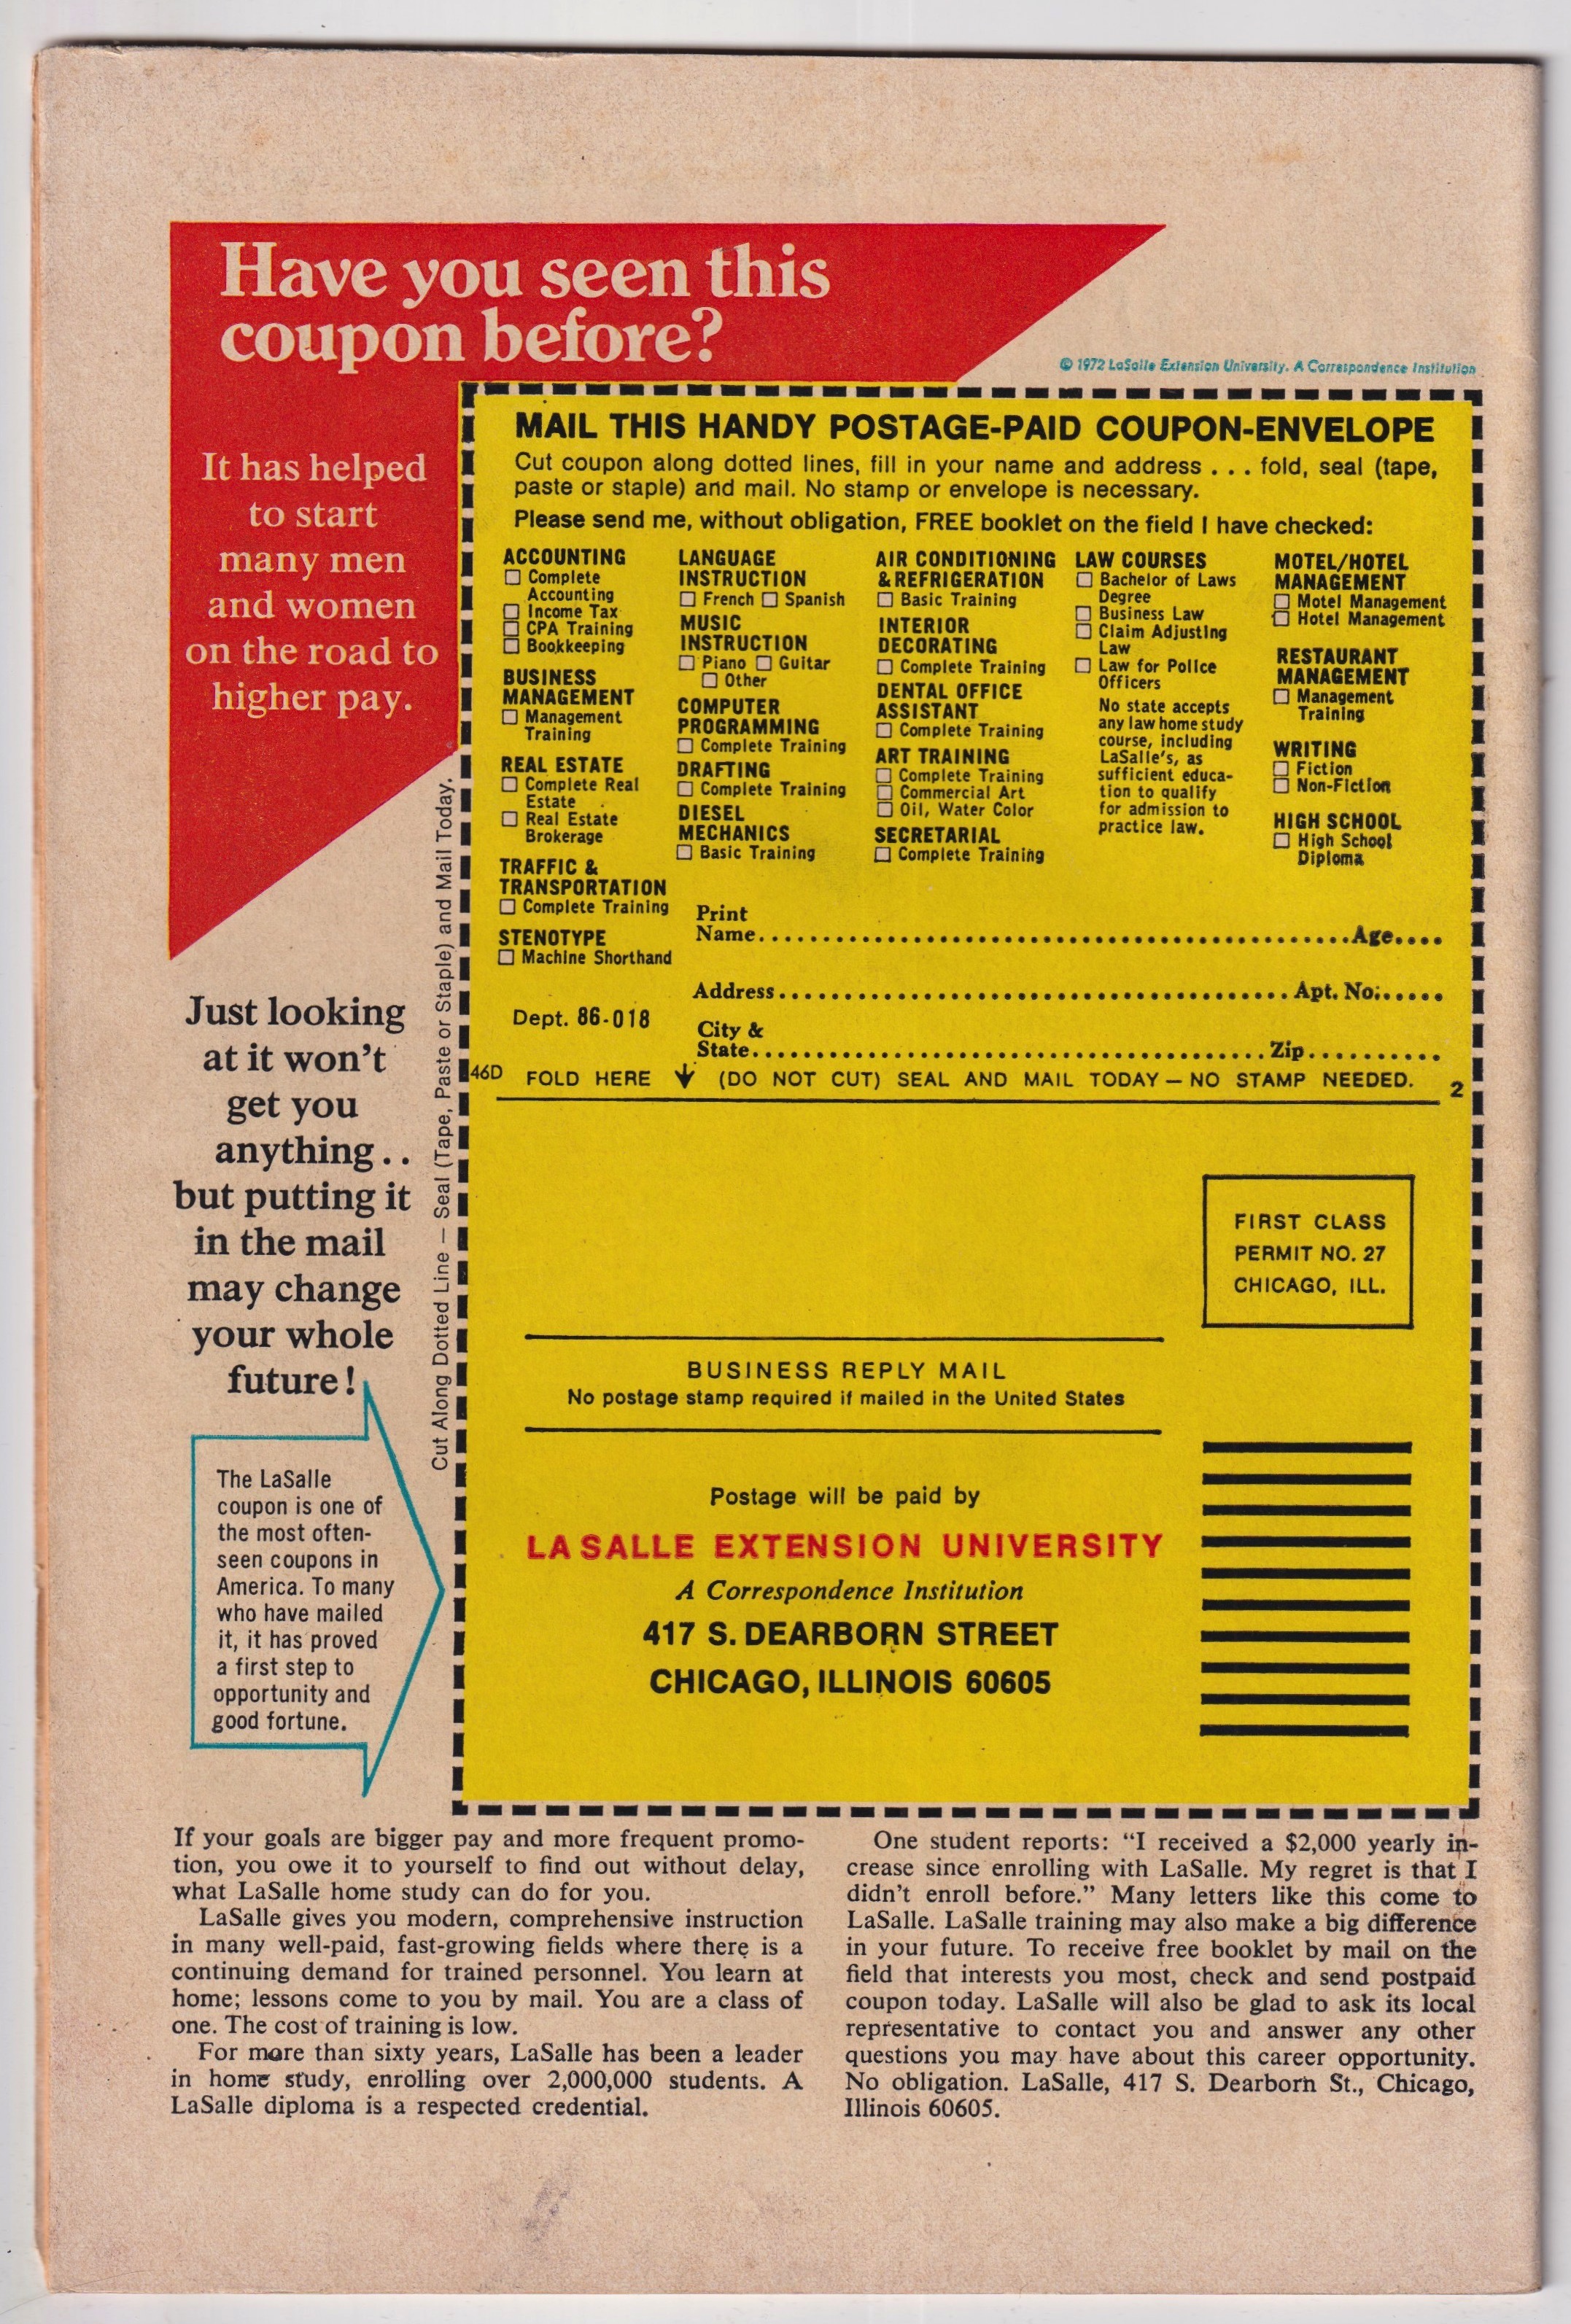 Have you seen this
coupon before?
© 1972 LaSalle Extension University. A Correspondence Institution
It has helped
to start
many men
and women
on the road to
higher pay.
Just looking
at it won't
get you
anything . .
but putting it
in the mail
may change
your whole
future!
The LaSalle
coupon is one of
the most often-
seen coupons in
America. To many
who have mailed
it, it has proved
a first step to
opportunity and
good fortune.
Cut Along Dotted Line — Seal (Tape, Paste or Staple) and Mail Today.
MAIL THIS HANDY POSTAGE-PAID COUPON-ENVELOPE
Cut coupon along dotted lines, fill in your name and address . . . fold, seal (tape,
paste or staple) and mail. No stamp or envelope is necessary.
Please send me, without obligation, FREE booklet on the field I have checked:
ACCOUNTING
Complete
Accounting
Income Tax
CPA Training
Bookkeeping
BUSINESS
MANAGEMENT
Management
Training
REAL ESTATE
Complete Real
Estate
Real Estate
Brokerage
TRAFFIC &
TRANSPORTATION
Complete Training
STENOTYPE
Machine Shorthand
LANGUAGE
INSTRUCTION
French Spanish
MUSIC
INSTRUCTION
Piano Guitar
Other
COMPUTER
PROGRAMMING
Complete Training
DRAFTING
Complete Training
DIESEL
MECHANICS
Basic Training
AIR CONDITIONING
& REFRIGERATION
Basic Training
INTERIOR
DECORATING
Complete Training
DENTAL OFFICE
ASSISTANT
Complete Training
ART TRAINING
Complete Training
Commercial Art
Oil, Water Color
SECRETARIAL
Complete Training
LAW COURSES
Bachelor of Laws
Degree
Business Law
Claim Adjusting
Law
Law for Police
Officers
No state accepts
any law home study
course, including
LaSalle's, as
sufficient educa-
tion to qualify
for admission to
practice law.
MOTEL/HOTEL
MANAGEMENT
Motel Management
Hotel Management
RESTAURANT
MANAGEMENT
Management
Training
WRITING
Fiction
Non-Fiction
HIGH SCHOOL
High School
Diploma
Print
Name.......................................................Age....
Address...............................................Apt. No......
Dept. 86-018
City &
State...............................................Zip..........
46D FOLD HERE ↓ (DO NOT CUT) SEAL AND MAIL TODAY — NO STAMP NEEDED. 2
FIRST CLASS
PERMIT NO. 27
CHICAGO, ILL.
BUSINESS REPLY MAIL
No postage stamp required if mailed in the United States
Postage will be paid by
LA SALLE EXTENSION UNIVERSITY
A Correspondence Institution
417 S. DEARBORN STREET
CHICAGO, ILLINOIS 60605
If your goals are bigger pay and more frequent promo-
tion, you owe it to yourself to find out without delay,
what LaSalle home study can do for you.
LaSalle gives you modern, comprehensive instruction
in many well-paid, fast-growing fields where there is a
continuing demand for trained personnel. You learn at
home; lessons come to you by mail. You are a class of
one. The cost of training is low.
For more than sixty years, LaSalle has been a leader
in home study, enrolling over 2,000,000 students. A
LaSalle diploma is a respected credential.
One student reports: "I received a $2,000 yearly in-
crease since enrolling with LaSalle. My regret is that I
didn't enroll before." Many letters like this come to
LaSalle. LaSalle training may also make a big difference
in your future. To receive free booklet by mail on the
field that interests you most, check and send postpaid
coupon today. LaSalle will also be glad to ask its local
representative to contact you and answer any other
questions you may have about this career opportunity.
No obligation. LaSalle, 417 S. Dearborn St., Chicago,
Illinois 60605.